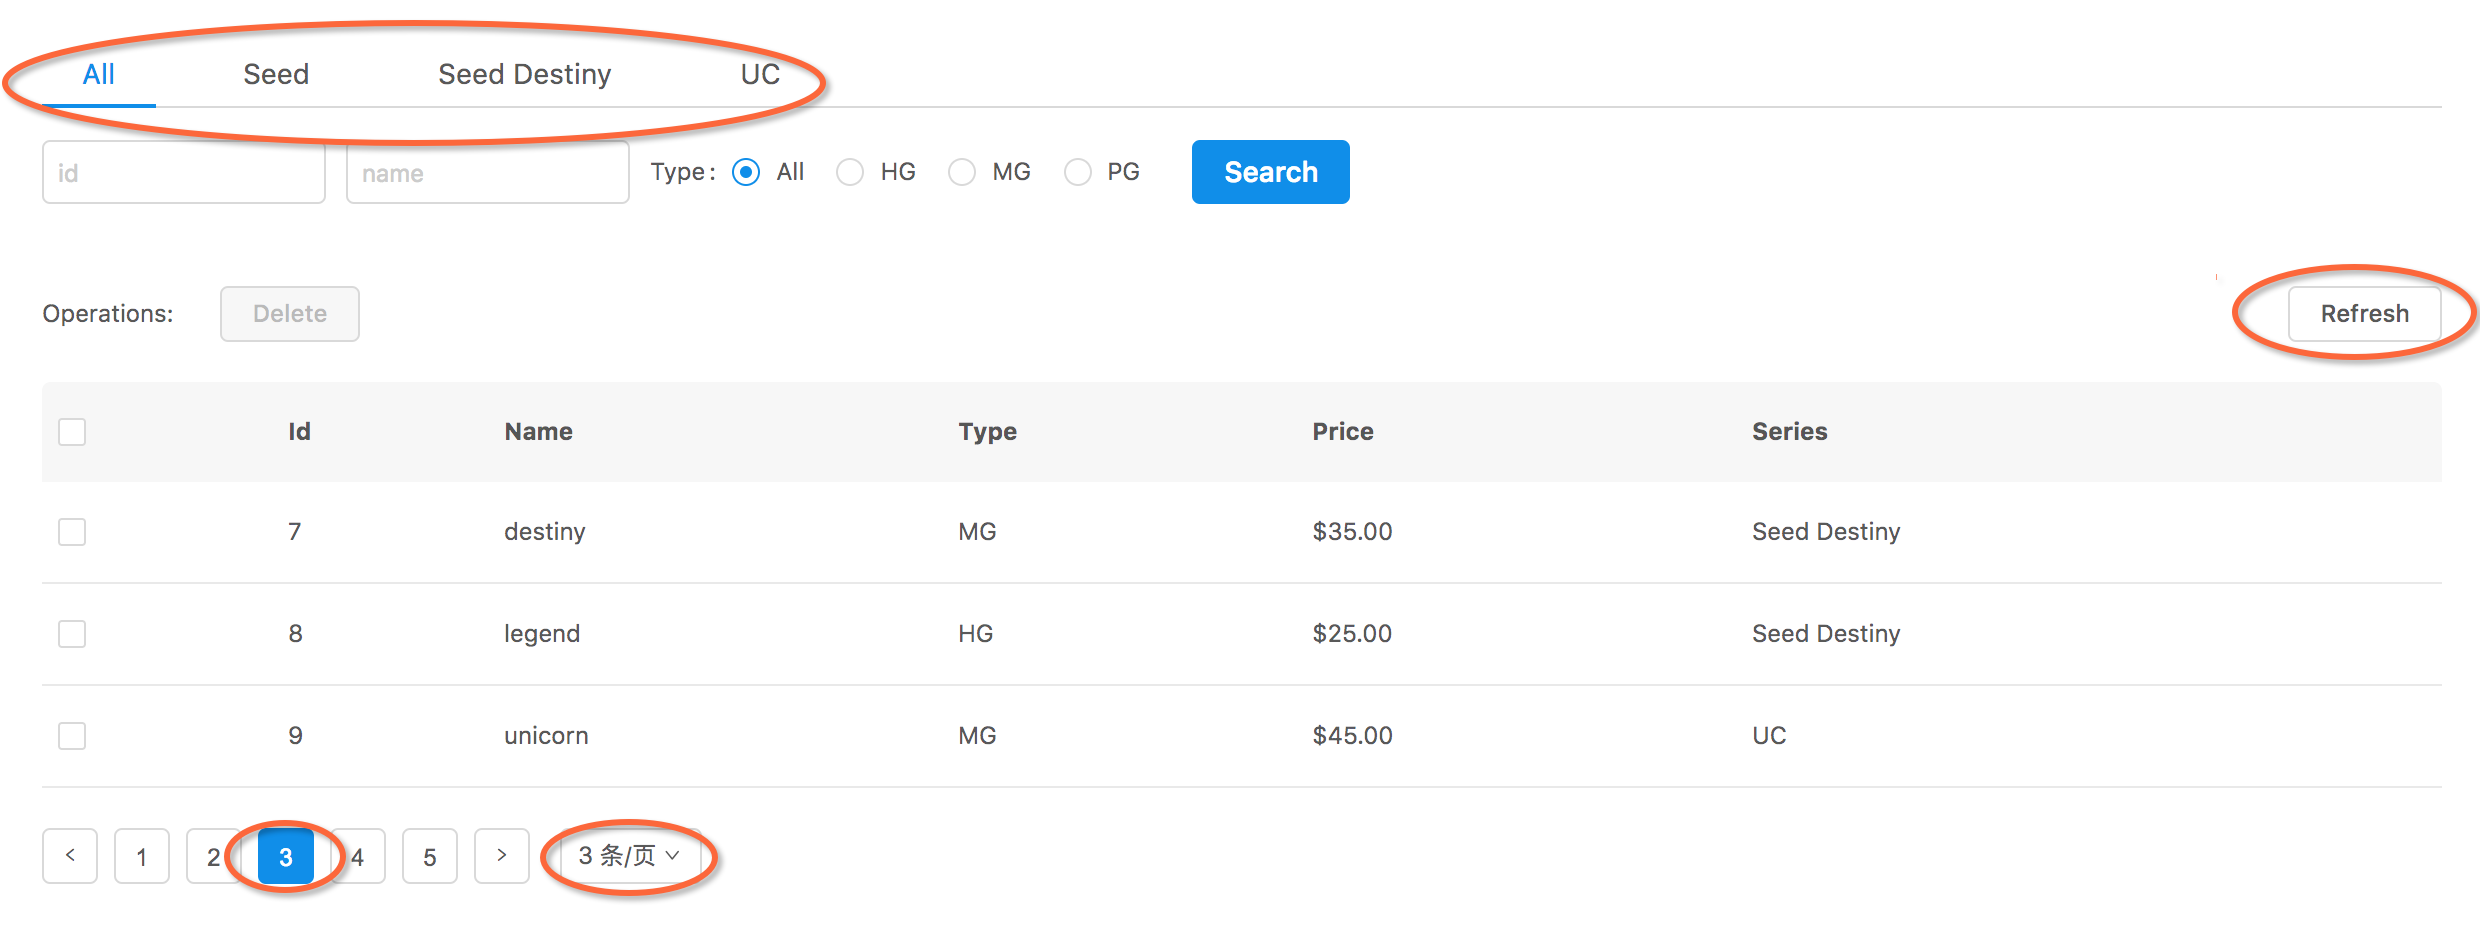 All Seed Seed Destiny UC
id name Type: All HG MG PG Search
Operations: Delete Refresh
Id Name Type Price Series
7 destiny MG $35.00 Seed Destiny
8 legend HG $25.00 Seed Destiny
9 unicorn MG $45.00 UC
< 1 2 3 4 5 > 3 条/页